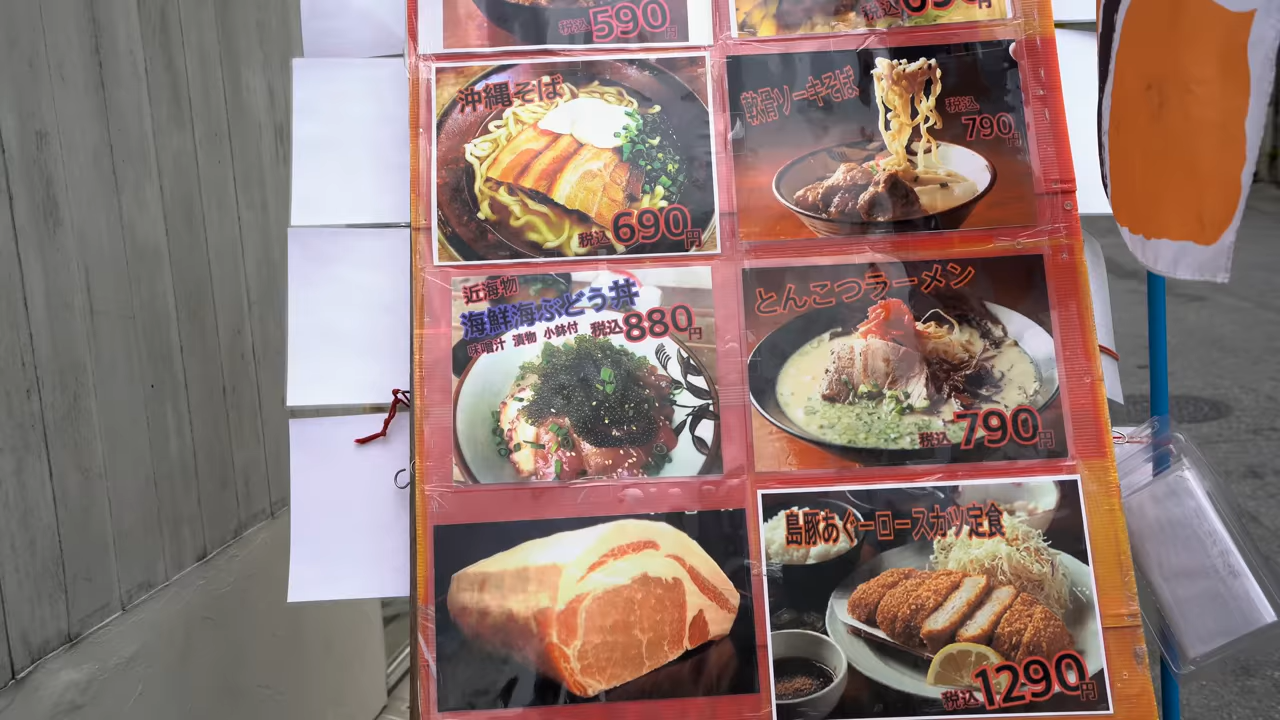 税込590
税込
沖縄そば
税込690円
軟骨ソーキそば
税込
790円
近海物
海鮮海ぶどう丼
味噌汁 漬物 小鉢付 税込880円
とんこつラーメン
税込790円
島豚あぐーロースカツ定食
税込1290円